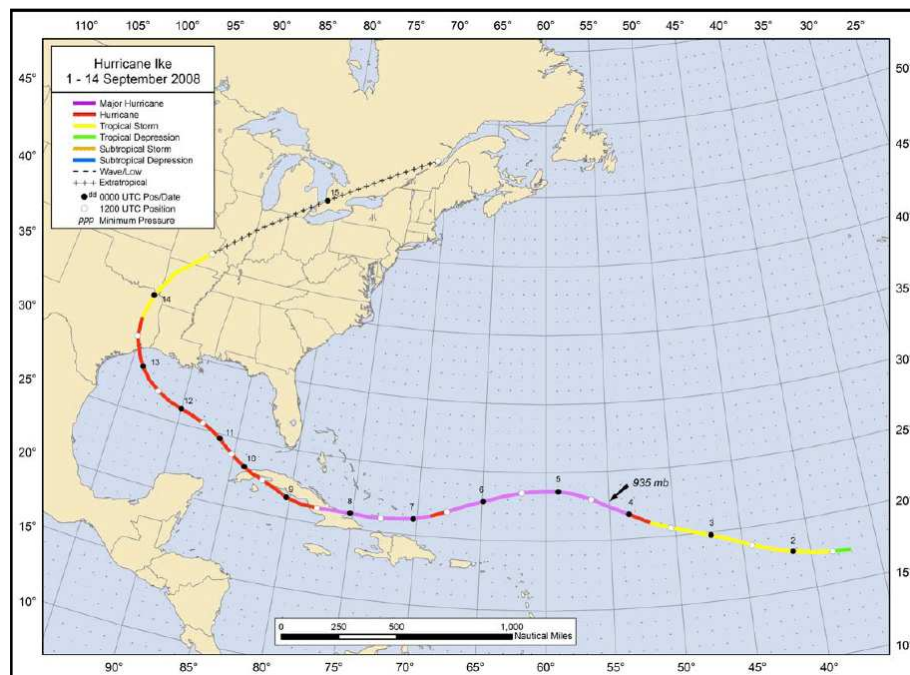 110° 105° 100° 95° 90° 85° 80° 75° 70° 65° 60° 55° 50° 45° 40° 35° 30° 25°
Hurricane Ike
1 - 14 September 2008
Major Hurricane
Hurricane
Tropical Storm
Tropical Depression
Subtropical Storm
Subtropical Depression
Wave/Low
Extratropical
dd 0000 UTC Pos/Date
1200 UTC Position
ppp Minimum Pressure
45°
40°
35°
30°
25°
20°
15°
10°
50°
45°
40°
35°
30°
25°
20°
15°
10°
15
14
13
12
11
10
9
8
7
6
5
4
3
2
935 mb
0 250 500 1,000
Nautical Miles
90° 85° 80° 75° 70° 65° 60° 55° 50° 45° 40°